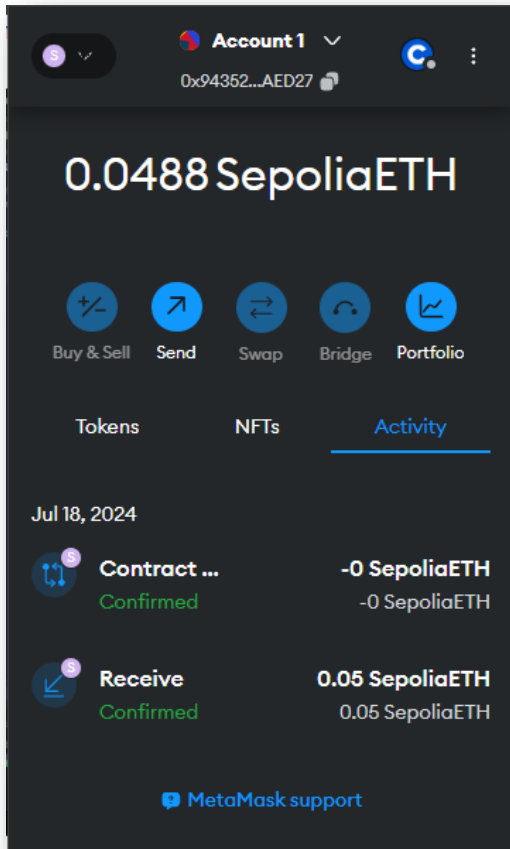 S
Account 1
0x94352...AED27
0.0488 SepoliaETH
Buy & Sell Send Swap Bridge Portfolio
Tokens NFTs Activity
Jul 18, 2024
S
Contract ... -0 SepoliaETH
Confirmed -0 SepoliaETH
S
Receive 0.05 SepoliaETH
Confirmed 0.05 SepoliaETH
MetaMask support